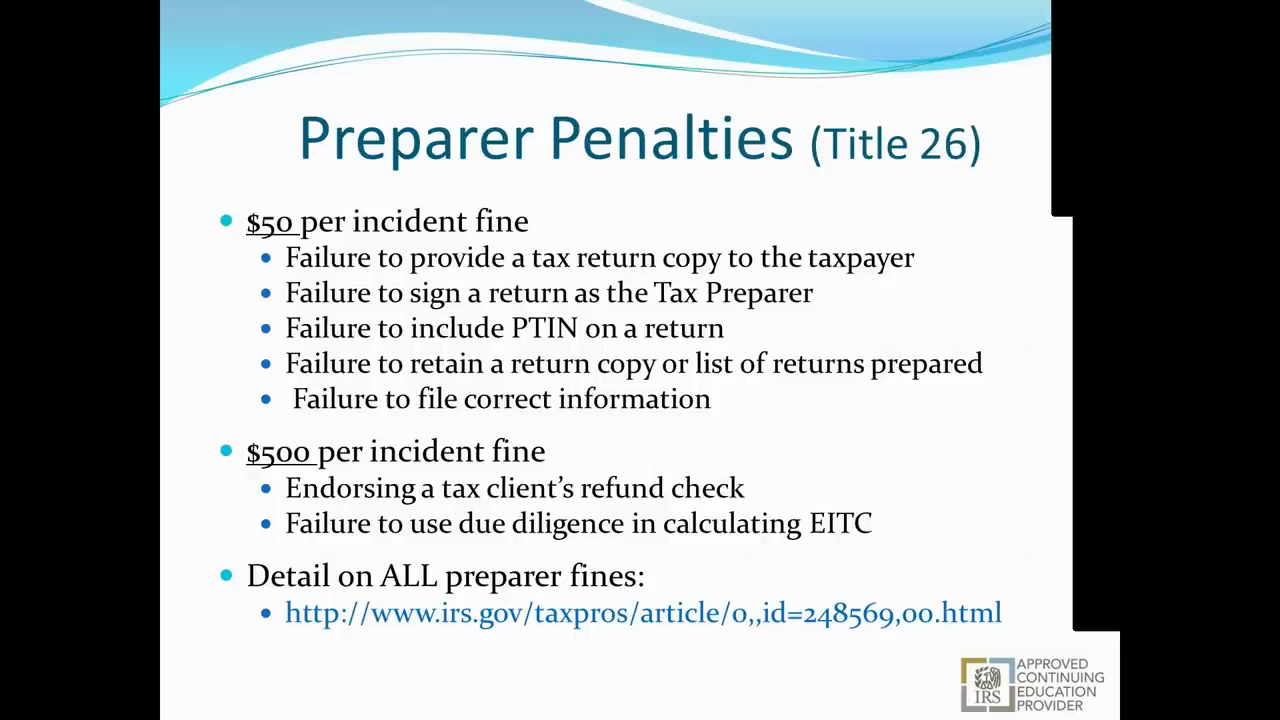 Preparer Penalties (Title 26)
$50 per incident fine
Failure to provide a tax return copy to the taxpayer
Failure to sign a return as the Tax Preparer
Failure to include PTIN on a return
Failure to retain a return copy or list of returns prepared
Failure to file correct information
$500 per incident fine
Endorsing a tax client’s refund check
Failure to use due diligence in calculating EITC
Detail on ALL preparer fines:
http://www.irs.gov/taxpros/article/0,,id=248569,00.html
IRS
APPROVED
CONTINUING
EDUCATION
PROVIDER